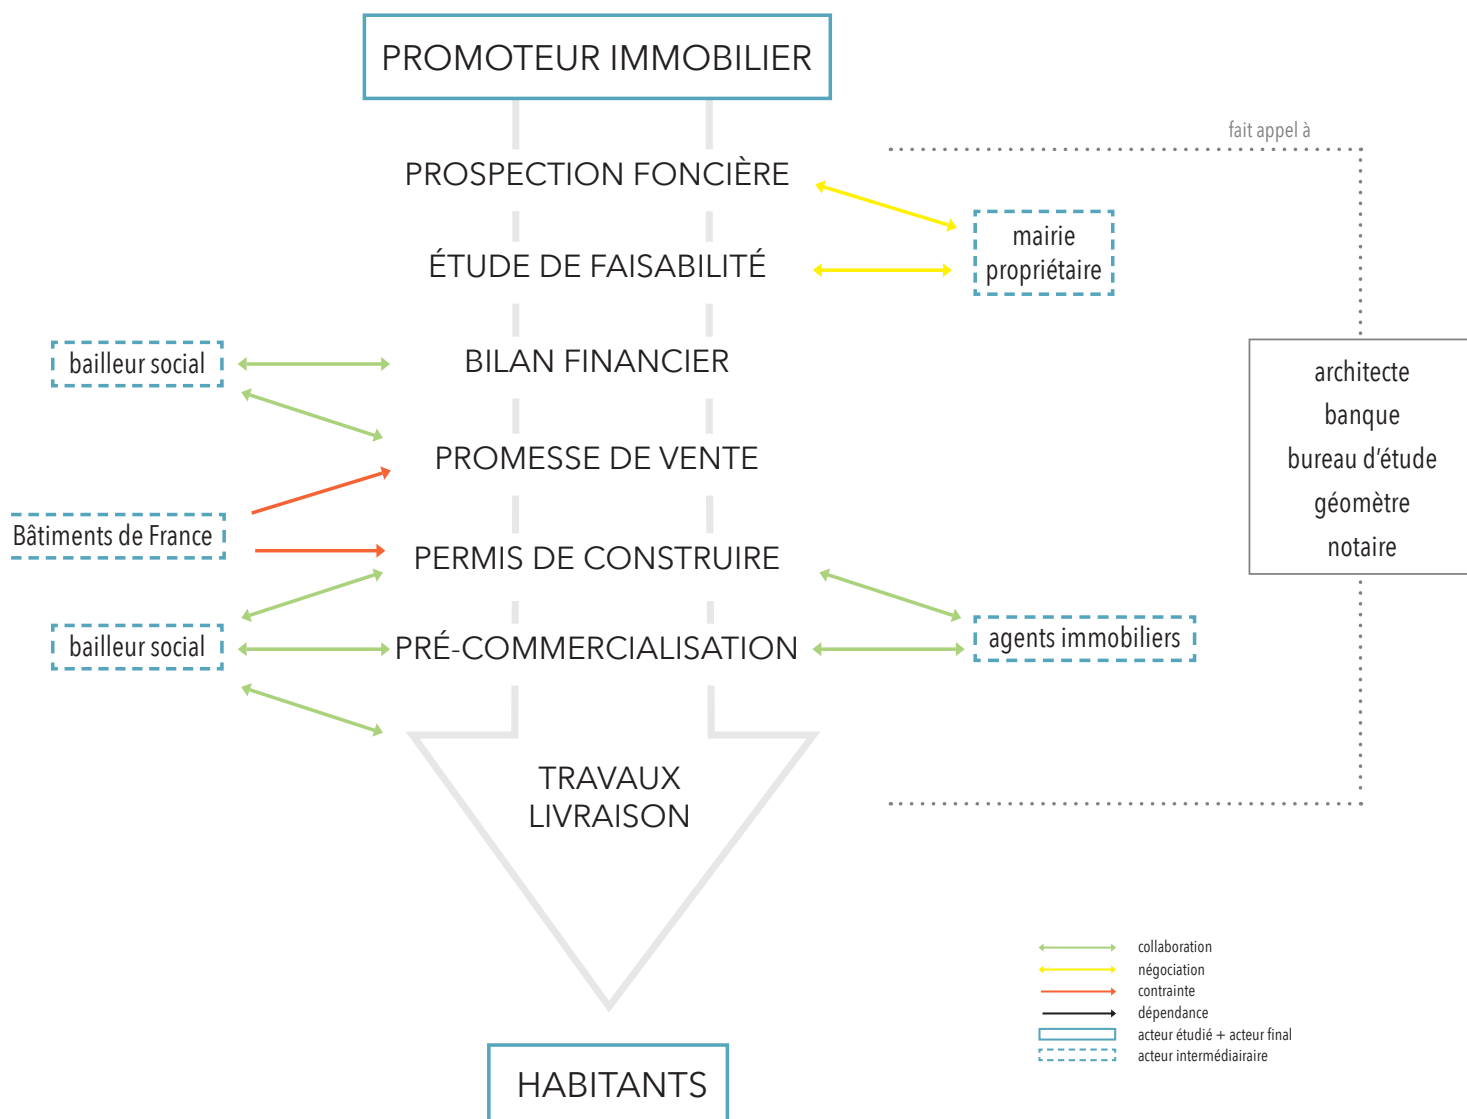 PROMOTEUR IMMOBILIER
fait appel à
PROSPECTION FONCIÈRE
mairie
propriétaire
ÉTUDE DE FAISABILITÉ
bailleur social
BILAN FINANCIER
architecte
banque
bureau d'étude
géomètre
notaire
PROMESSE DE VENTE
Bâtiments de France
PERMIS DE CONSTRUIRE
bailleur social
PRÉ-COMMERCIALISATION
agents immobiliers
TRAVAUX
LIVRAISON
collaboration
négociation
contrainte
dépendance
acteur étudié + acteur final
acteur intermédiairaire
HABITANTS